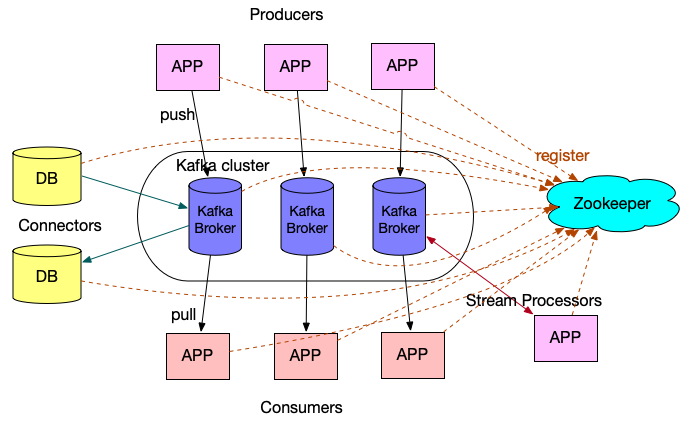 Producers
APP
APP
APP
push
register
Kafka cluster
DB
Kafka
Broker
Kafka
Broker
Kafka
Broker
Zookeeper
Connectors
DB
Stream Processors
pull
APP
APP
APP
APP
Consumers